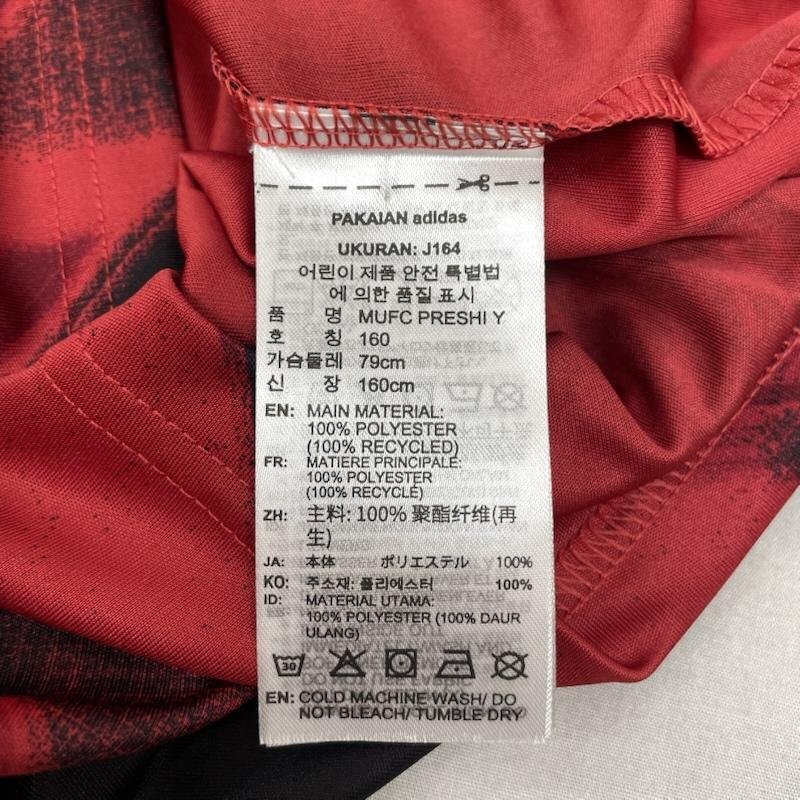 PAKAIAN adidas
UKURAN: J164
어린이 제품 안전 특별법
에 의한 품질 표시
품 명 MUFC PRESHI Y
호 칭 160
가슴둘레 79cm
신 장 160cm
EN: MAIN MATERIAL:
100% POLYESTER
(100% RECYCLED)
FR: MATIERE PRINCIPALE:
100% POLYESTER
(100% RECYCLÉ)
ZH: 主料: 100% 聚酯纤维(再
生)
JA: 本体 ポリエステル 100%
KO: 주소재: 폴리에스터 100%
ID: MATERIAL UTAMA:
100% POLYESTER (100% DAUR
ULANG)
30
EN: COLD MACHINE WASH/ DO
NOT BLEACH/ TUMBLE DRY